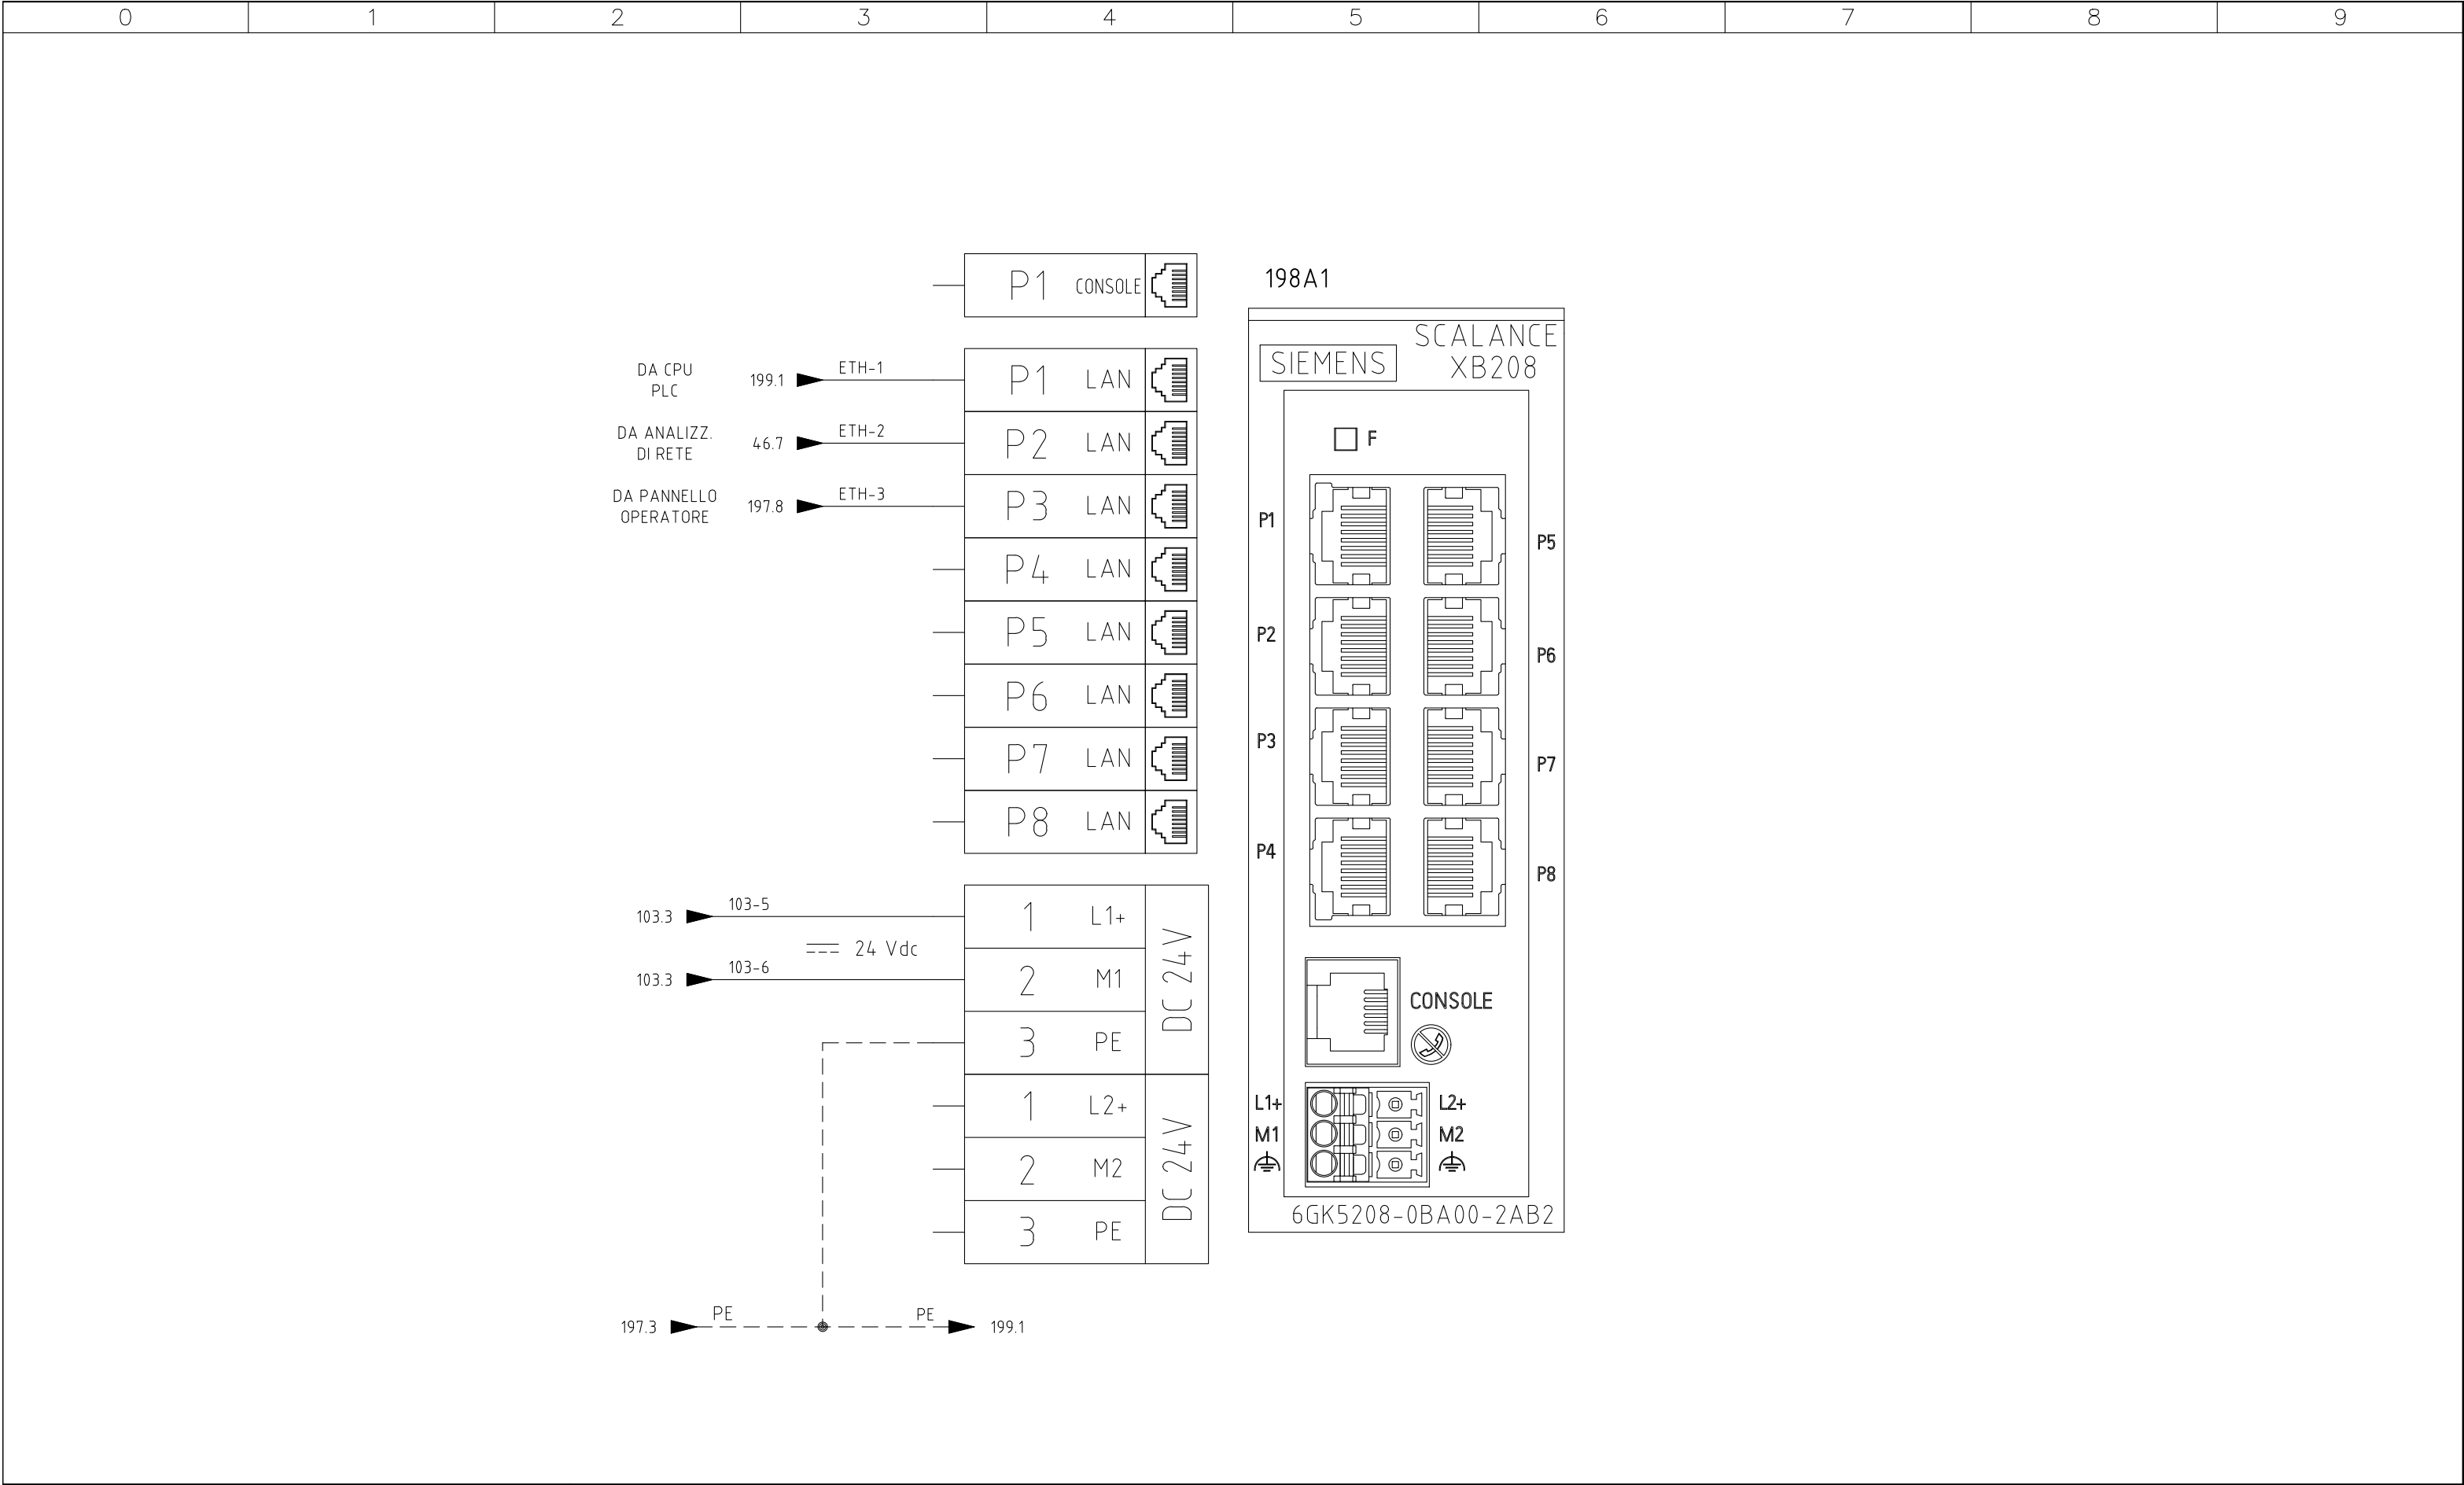 0 1 2 3 4 5 6 7 8 9
P1 CONSOLE
DA CPU
PLC
199.1
ETH-1
P1 LAN
DA ANALIZZ.
DI RETE
46.7
ETH-2
P2 LAN
DA PANNELLO
OPERATORE
197.8
ETH-3
P3 LAN
P4 LAN
P5 LAN
P6 LAN
P7 LAN
P8 LAN
103.3
103-5
1 L1+
24 Vdc
103.3
103-6
2 M1
3 PE
DC 24V
1 L2+
2 M2
3 PE
DC 24V
197.3
PE
PE
199.1
198A1
SCALANCE
SIEMENS
XB208
F
P1
P5
P2
P6
P3
P7
P4
P8
CONSOLE
L1+
L2+
M1
M2
6GK5208-0BA00-2AB2